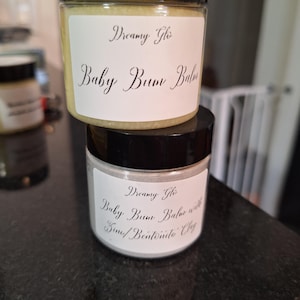 Dreamy Glo
Baby Bum Balm
Dreamy Glo
Baby Bum Balm with
Zinc/Bentonite Clay